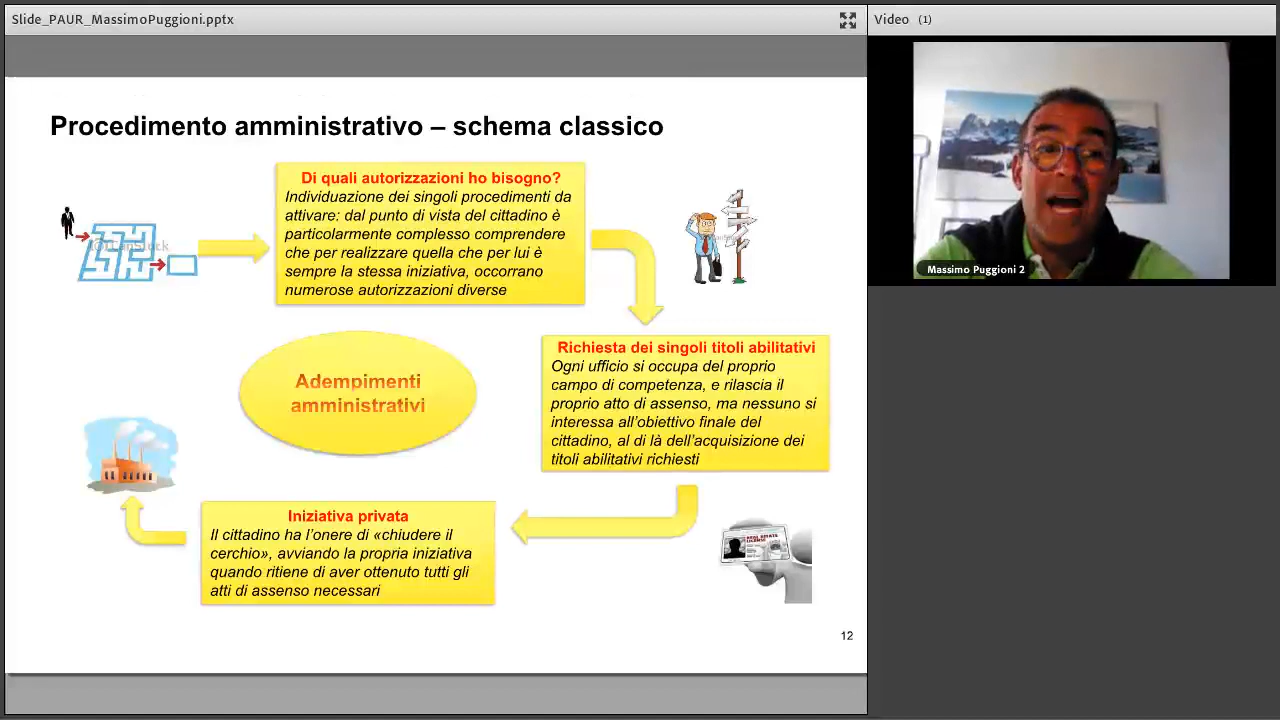 Slide_PAUR_MassimoPuggioni.pptx
Video (1)
Procedimento amministrativo – schema classico
Di quali autorizzazioni ho bisogno?
Individuazione dei singoli procedimenti da
attivare: dal punto di vista del cittadino è
particolarmente complesso comprendere
che per realizzare quella che per lui è
sempre la stessa iniziativa, occorrano
numerose autorizzazioni diverse
Richiesta dei singoli titoli abilitativi
Ogni ufficio si occupa del proprio
campo di competenza, e rilascia il
proprio atto di assenso, ma nessuno si
interessa all’obiettivo finale del
cittadino, al di là dell’acquisizione dei
titoli abilitativi richiesti
Adempimenti
amministrativi
Iniziativa privata
Il cittadino ha l’onere di «chiudere il
cerchio», avviando la propria iniziativa
quando ritiene di aver ottenuto tutti gli
atti di assenso necessari
12
Massimo Puggioni 2